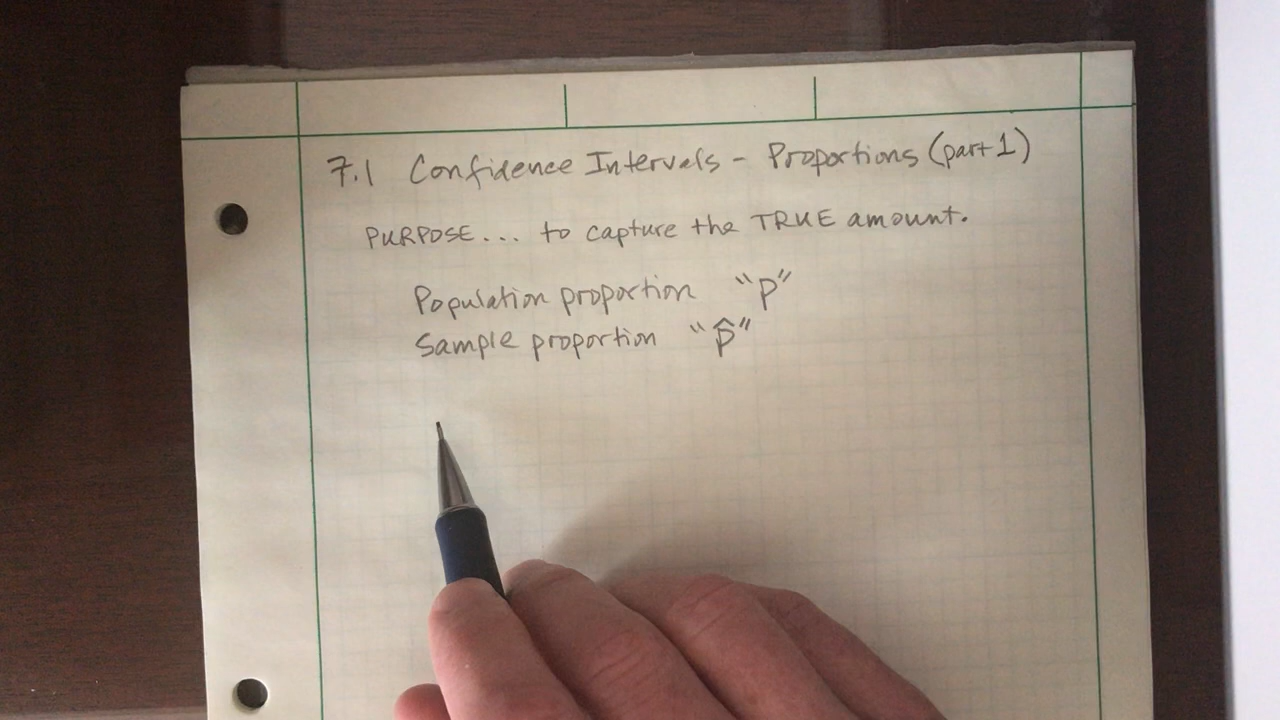 7.1 Confidence Intervals - Proportions (part 1)
PURPOSE... to capture the TRUE amount.
Population proportion "p"
Sample proportion "p̂"